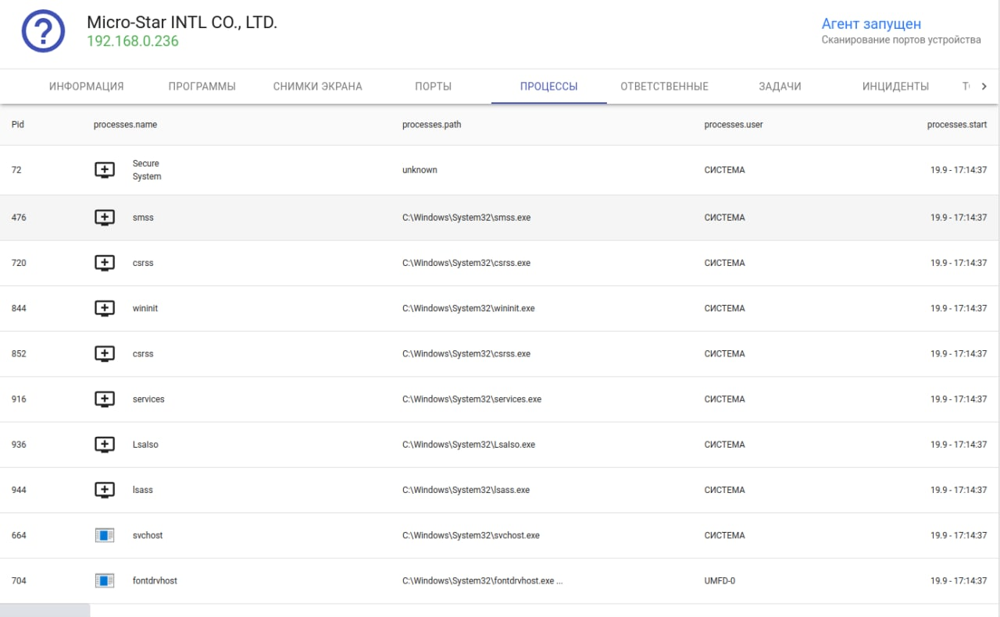 Micro-Star INTL CO., LTD.
192.168.0.236
Агент запущен
Сканирование портов устройства
ИНФОРМАЦИЯ ПРОГРАММЫ СНИМКИ ЭКРАНА ПОРТЫ ПРОЦЕССЫ ОТВЕТСТВЕННЫЕ ЗАДАЧИ ИНЦИДЕНТЫ
Pid processes.name processes.path processes.user processes.start
72 Secure System unknown СИСТЕМА 19.9 - 17:14:37
476 smss C:\Windows\System32\smss.exe СИСТЕМА 19.9 - 17:14:37
720 csrss C:\Windows\System32\csrss.exe СИСТЕМА 19.9 - 17:14:37
844 wininit C:\Windows\System32\wininit.exe СИСТЕМА 19.9 - 17:14:37
852 csrss C:\Windows\System32\csrss.exe СИСТЕМА 19.9 - 17:14:37
916 services C:\Windows\System32\services.exe СИСТЕМА 19.9 - 17:14:37
936 Lsalso C:\Windows\System32\Lsalso.exe СИСТЕМА 19.9 - 17:14:37
944 lsass C:\Windows\System32\lsass.exe СИСТЕМА 19.9 - 17:14:37
664 svchost C:\Windows\System32\svchost.exe СИСТЕМА 19.9 - 17:14:37
704 fontdrvhost C:\Windows\System32\fontdrvhost.exe ... UMFD-0 19.9 - 17:14:37